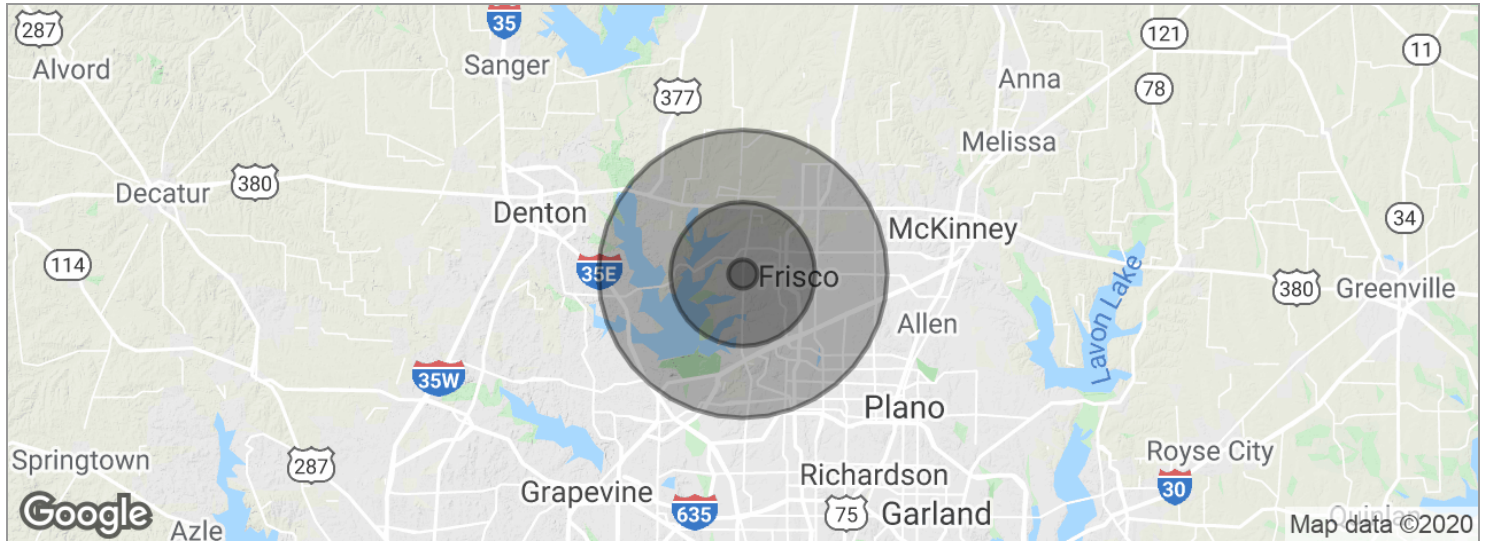 287
35
121
11
Alvord
Sanger
Anna
78
377
Melissa
Decatur
380
Denton
McKinney
34
114
35E
Frisco
380
Greenville
Allen
Lavon Lake
35W
Plano
Springtown
287
Royse City
Richardson
30
Grapevine
635
75
Garland
Google
Azle
Quinlan
Map data ©2020